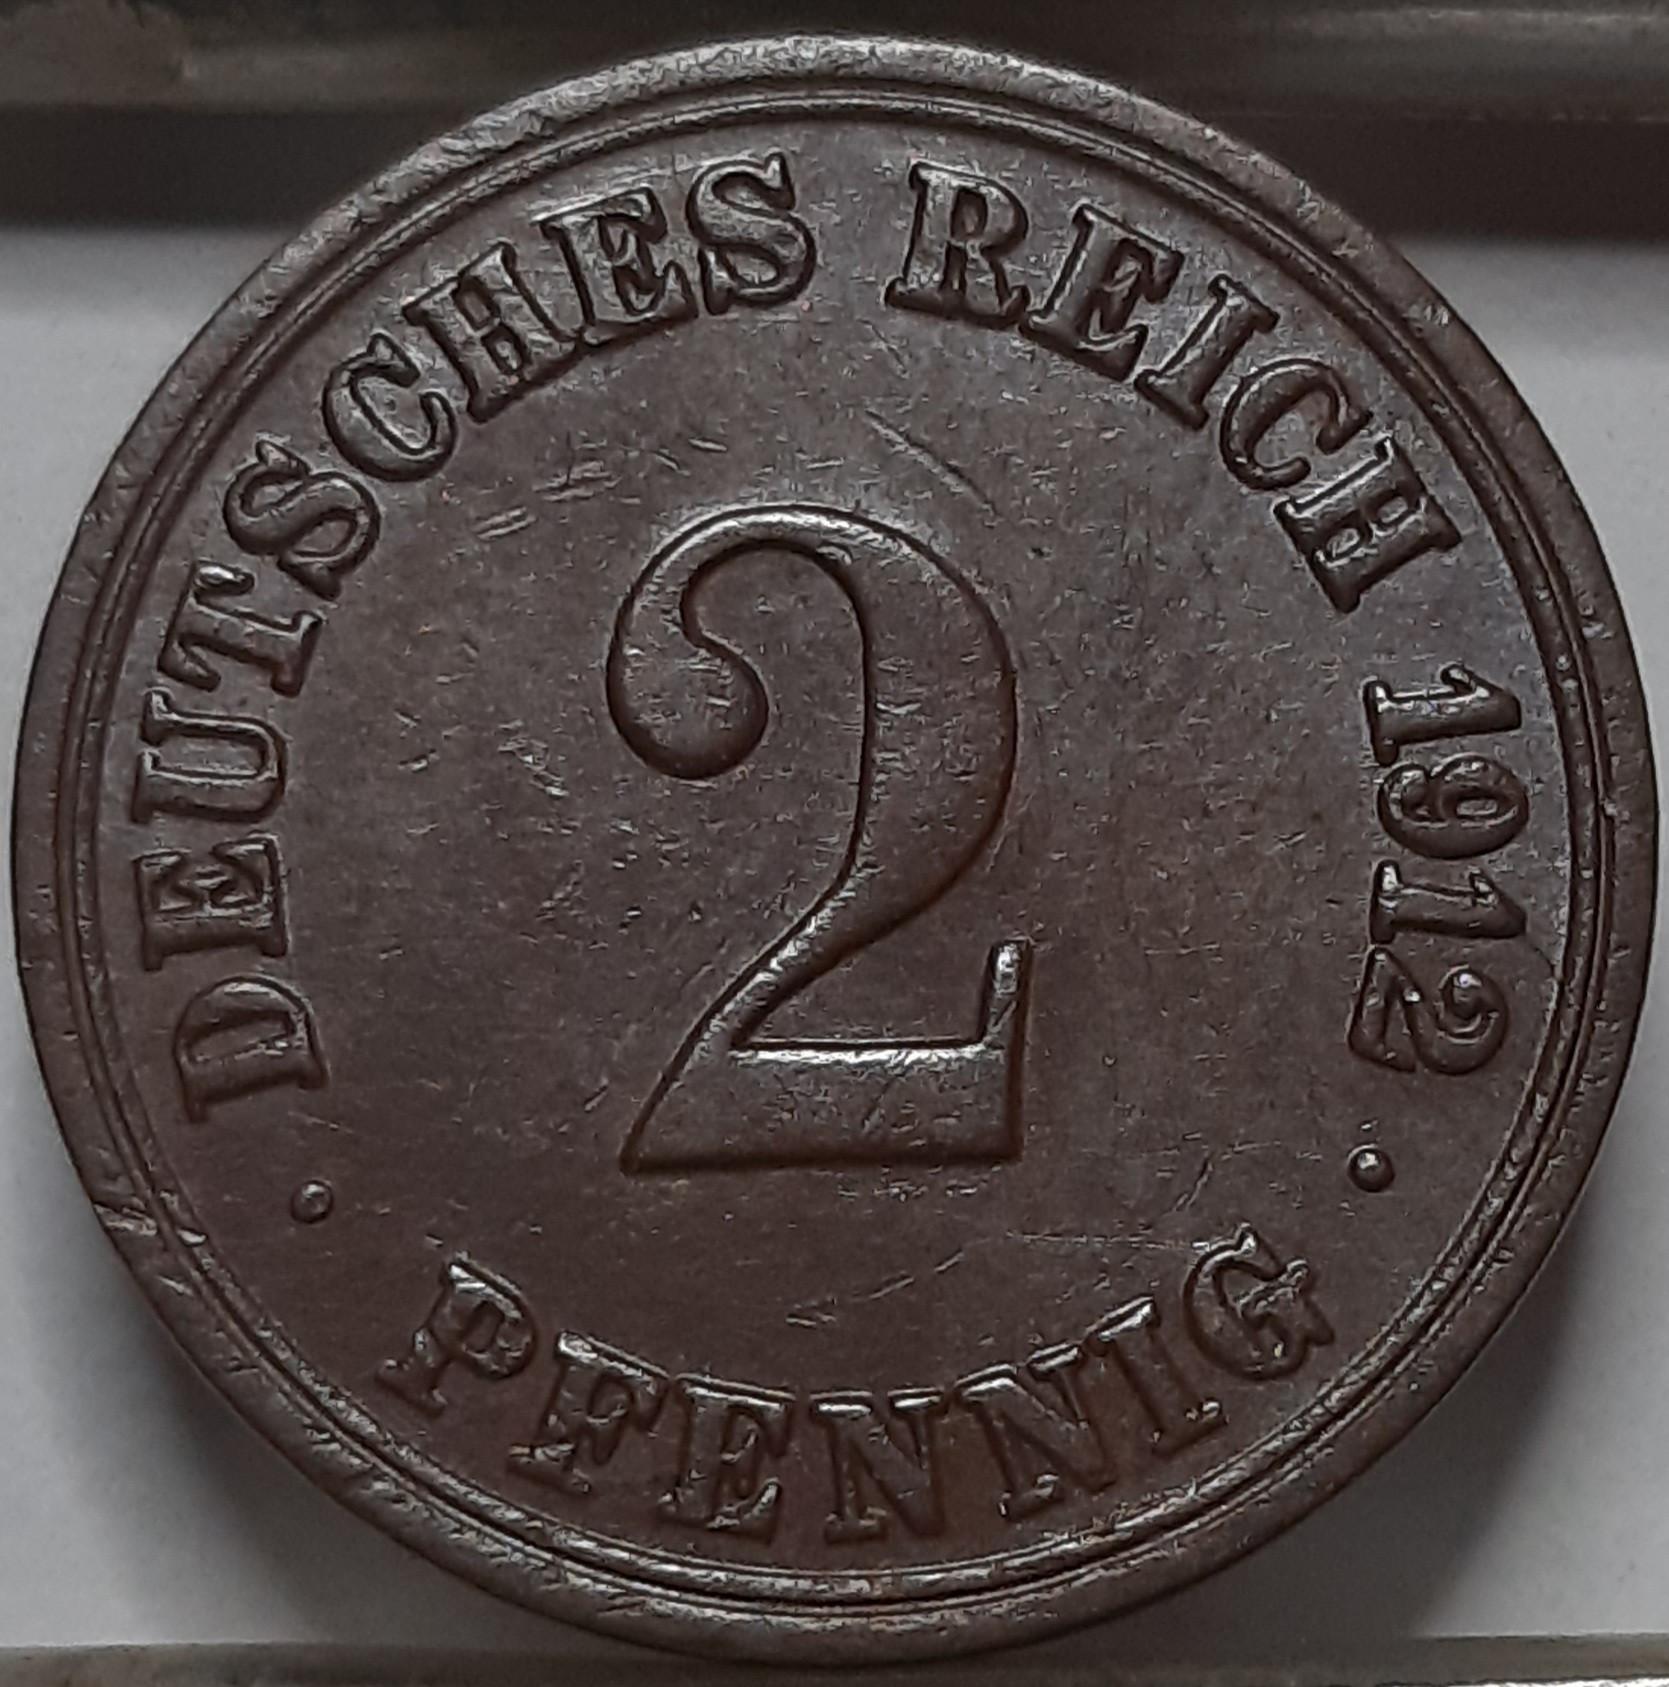 DEUTSCHES REICH 1912
2
· PFENNIG ·